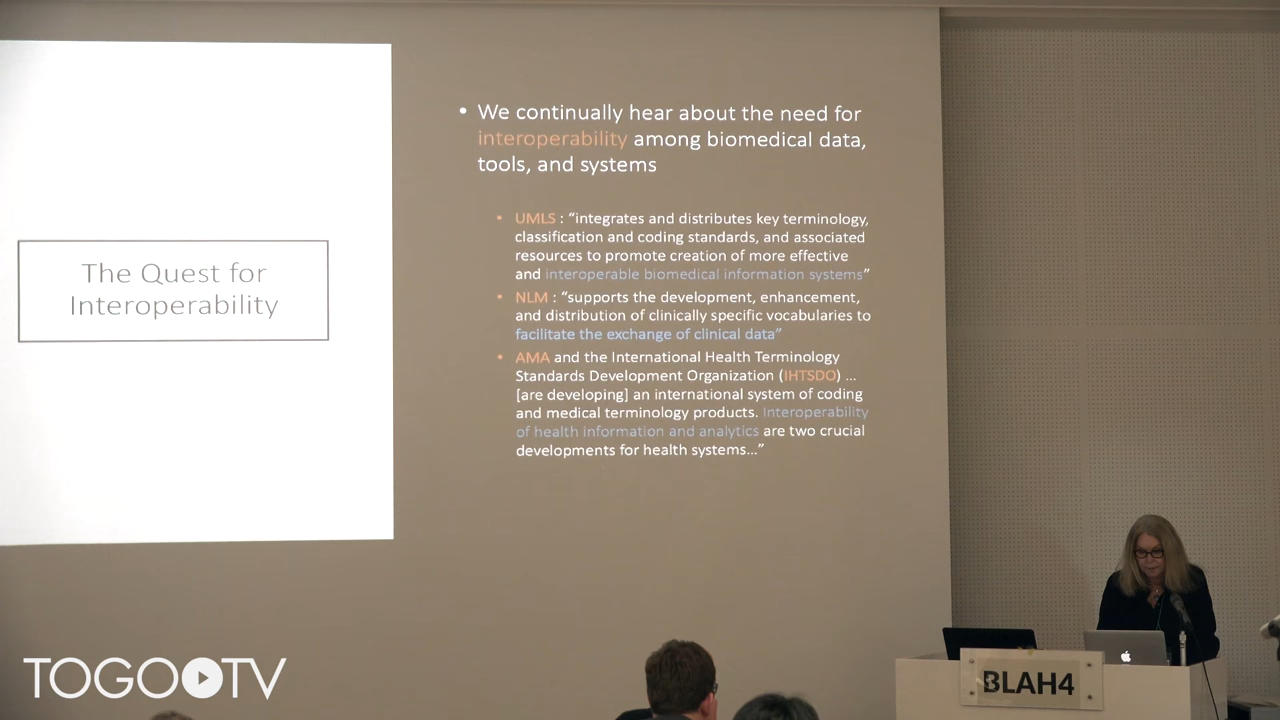 The Quest for
Interoperability
• We continually hear about the need for
interoperability among biomedical data,
tools, and systems
• UMLS : “integrates and distributes key terminology,
classification and coding standards, and associated
resources to promote creation of more effective
and interoperable biomedical information systems”
• NLM : “supports the development, enhancement,
and distribution of clinically specific vocabularies to
facilitate the exchange of clinical data”
• AMA and the International Health Terminology
Standards Development Organization (IHTSDO) ...
[are developing] an international system of coding
and medical terminology products. Interoperability
of health information and analytics are two crucial
developments for health systems...”
TOGO TV
BLAH4